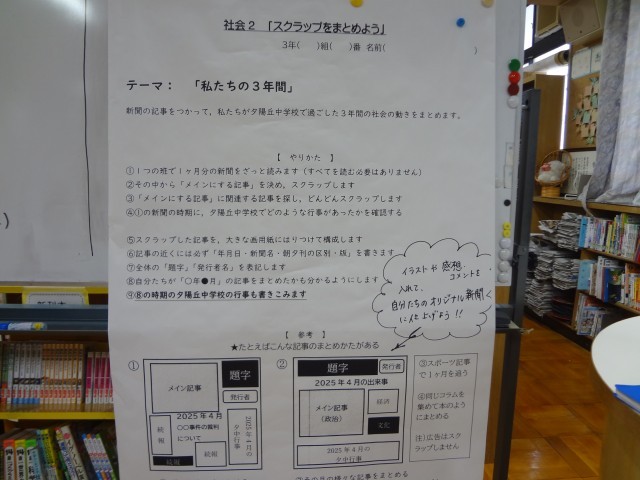 社会２　「スクラップをまとめよう」
３年(　　)組(　　)番 名前(　　　　　)
テーマ：　「私たちの３年間」
新聞の記事をつかって，私たちが夕陽丘中学校で過ごした３年間の社会の動きをまとめます。
【　やりかた　】
①１つの班で１ヶ月分の新聞をざっと読みます（すべてを読む必要はありません）
②その中から「メインにする記事」を決め，スクラップします
③「メインにする記事」に関連する記事を探し，どんどんスクラップします
④①の新聞の時期に，夕陽丘中学校でどのような行事があったかを確認する
⑤スクラップした記事を，大きな画用紙にはりつけて構成します
⑥記事の近くには必ず「年月日・新聞名・朝夕刊の区別・版」を書きます
⑦全体の「題字」，「発行者名」を表記します
⑧自分たちが「〇年●月」の記事をまとめたかも分かるようにします
⑨⑧の時期の夕陽丘中学校の行事も書きこみます
イラストや感想、
コメントを
入れて、
自分たちのオリジナル新聞
に仕上げよう!!
【　参考　】
★たとえばこんな記事のまとめかたがある
①
メイン記事
題字
発行者
続報
2025年４月
〇〇事件の裁判
について
続報
2025年４月の
夕中行事
②
題字
発行者
2025年４月の出来事
メイン記事
（政治）
経済
文化
2025年４月の
夕中行事
③スポーツ記事
で１ヶ月を追う
④同じコラムを
集めて本のよう
にまとめる
注）広告はスク
ラップしません